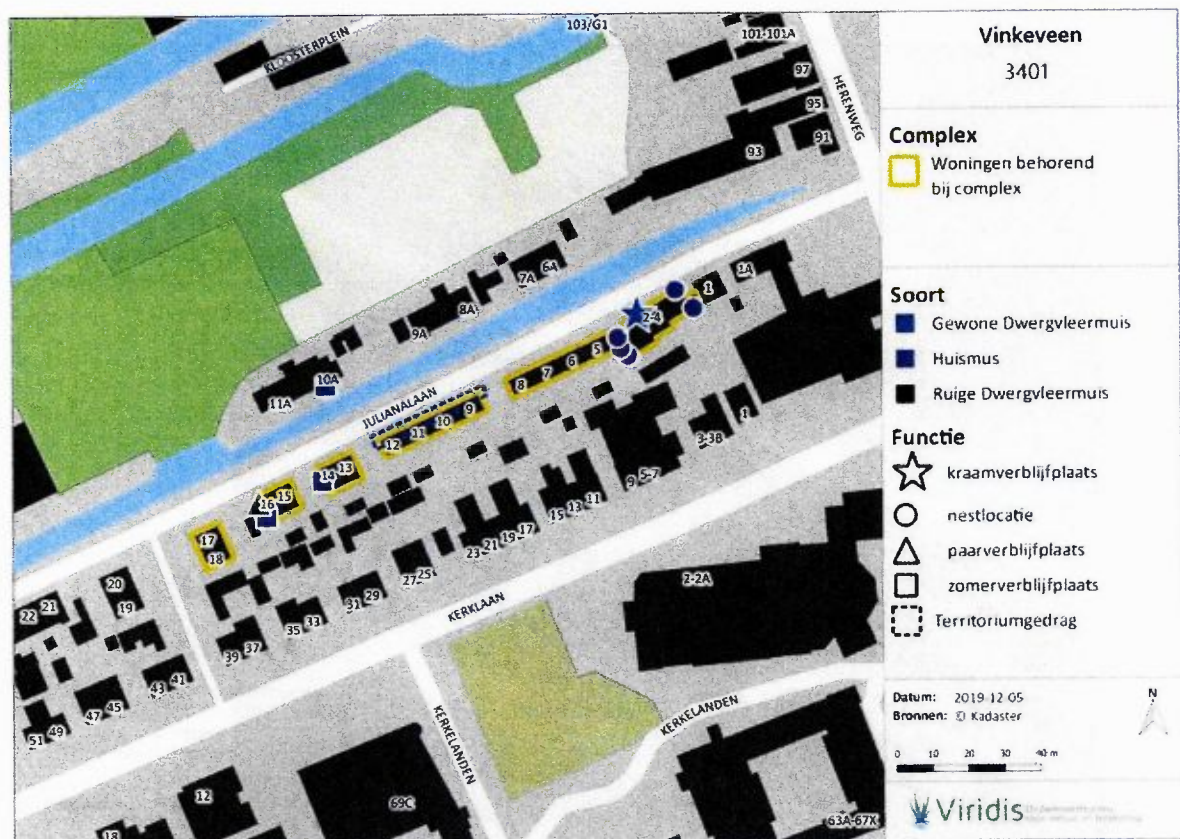 Vinkeveen
3401
Complex
Woningen behorend
bij complex
Soort
Gewone Dwergvleermuis
Huismus
Ruige Dwergvleermuis
Functie
kraamverblijfplaats
nestlocatie
paarverblijfplaats
zomerverblijfplaats
Territoriumgedrag
Datum: 2019-12-05
Bronnen: © Kadaster
N
0 10 20 30 40 m
Viridis
103/G1
KLOOSTERPLEIN
101-101A
97
95
91
93
HERENWEG
7A
6A
8A
9A
10A
11A
1A
1
2-4
5
6
7
8
JULIANALAAN
9
10
11
12
13
14
15
16
17
18
1
3-3B
5-7
9
11
13
15
17
19
21
23
25
27
29
31
33
35
37
39
20
19
21
22
41
43
45
47
49
51
KERKLAAN
2-2A
KERKELANDEN
KERKELANDEN
12
69C
18
63A-67X